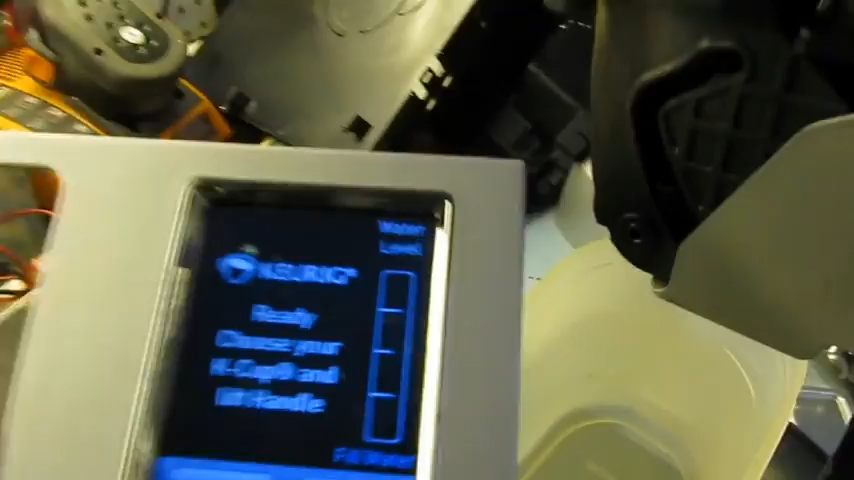 Water
Level
KEURIG
Ready
Choose your
K-Cup® and
Lift Handle
Fill Water